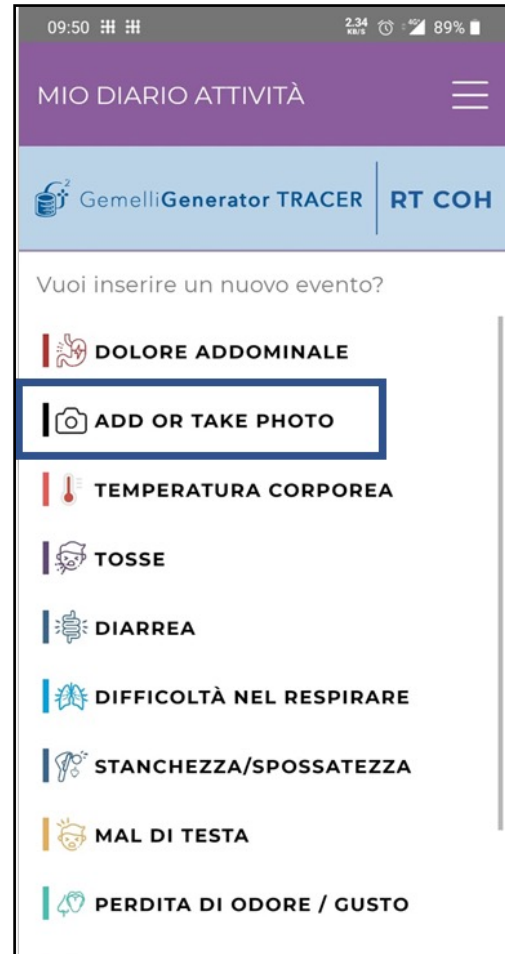 09:50 2.34 KB/S 4G 89%
MIO DIARIO ATTIVITÀ
GemelliGenerator TRACER RT COH
2
Vuoi inserire un nuovo evento?
DOLORE ADDOMINALE
ADD OR TAKE PHOTO
TEMPERATURA CORPOREA
TOSSE
DIARREA
DIFFICOLTÀ NEL RESPIRARE
STANCHEZZA/SPOSSATEZZA
MAL DI TESTA
PERDITA DI ODORE / GUSTO